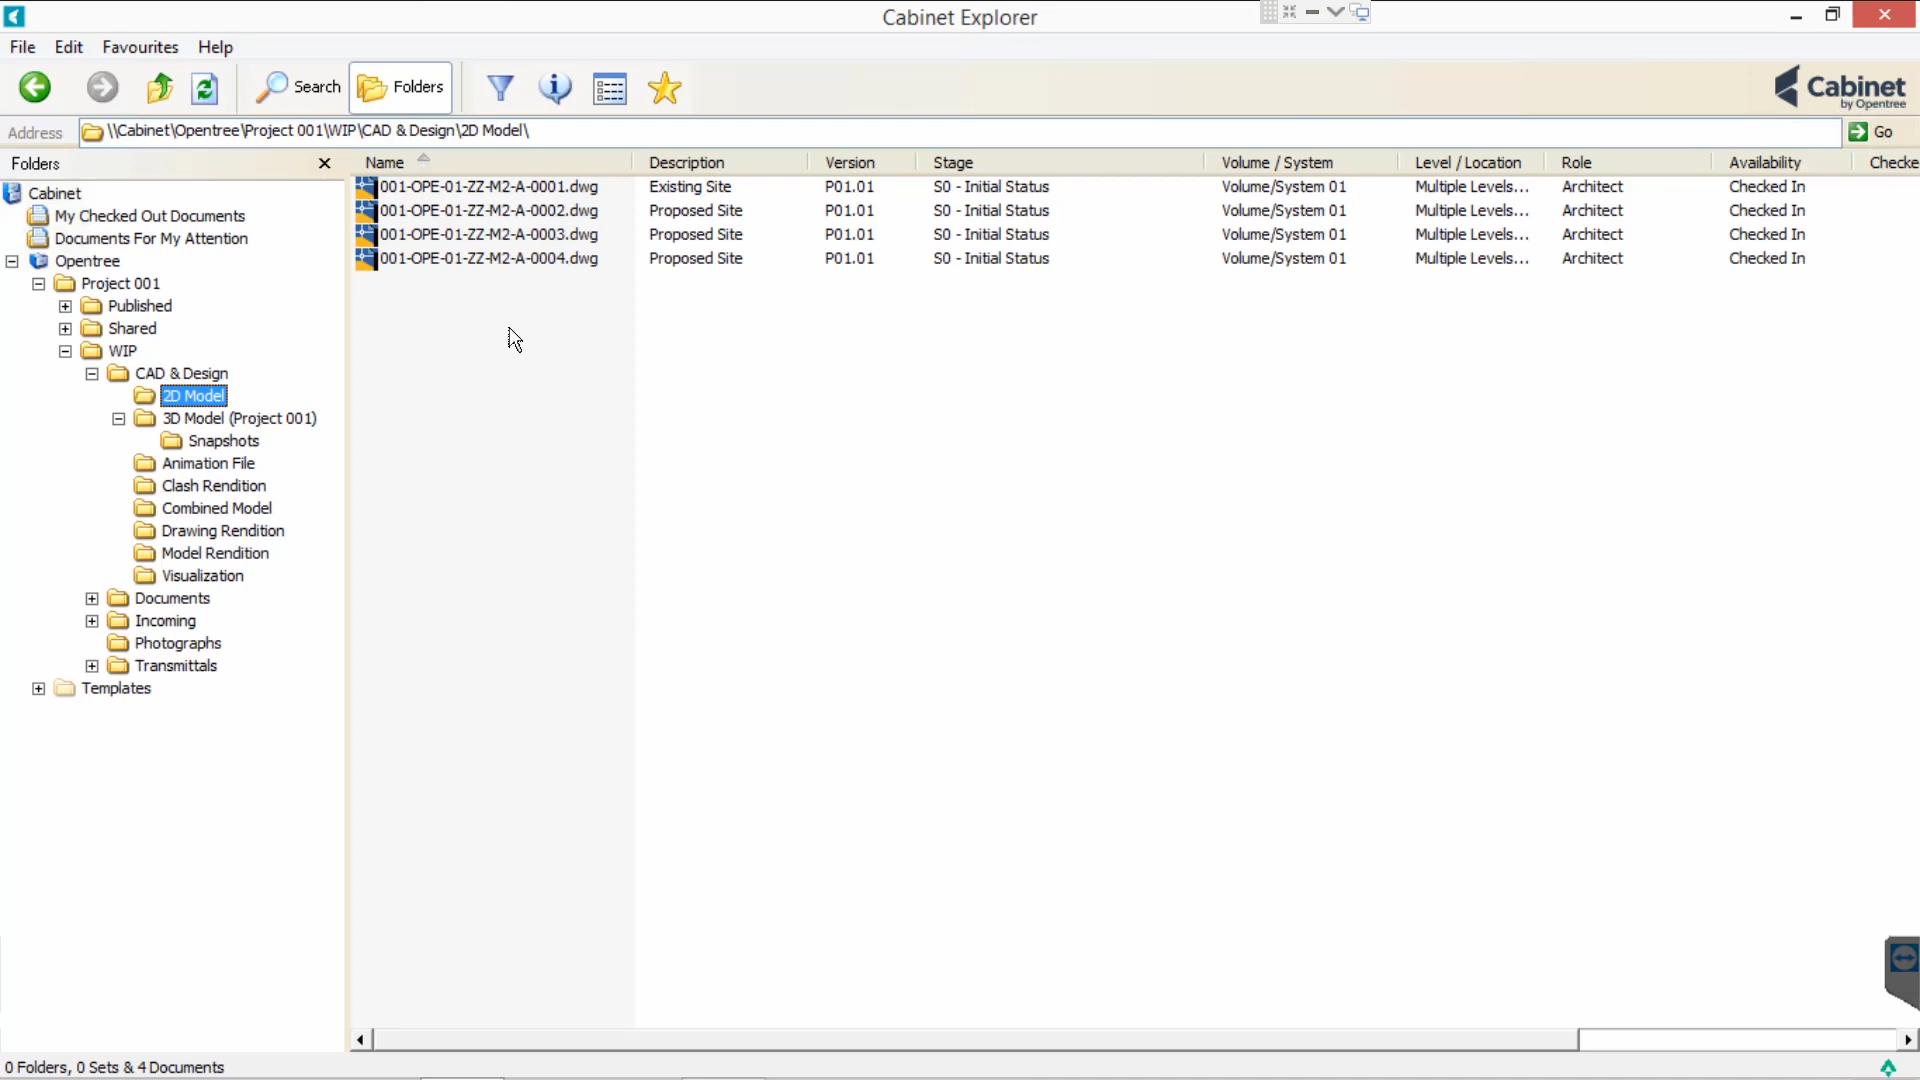 Cabinet Explorer
File Edit Favourites Help
Search Folders
Cabinet
by Opentree
Address \\Cabinet\Opentree\Project 001\WIP\CAD & Design\2D Model\ Go
Folders
Cabinet
My Checked Out Documents
Documents For My Attention
Opentree
Project 001
Published
Shared
WIP
CAD & Design
2D Model
3D Model (Project 001)
Snapshots
Animation File
Clash Rendition
Combined Model
Drawing Rendition
Model Rendition
Visualization
Documents
Incoming
Photographs
Transmittals
Templates
Name Description Version Stage Volume / System Level / Location Role Availability Checke
001-OPE-01-ZZ-M2-A-0001.dwg Existing Site P01.01 S0 - Initial Status Volume/System 01 Multiple Levels... Architect Checked In
001-OPE-01-ZZ-M2-A-0002.dwg Proposed Site P01.01 S0 - Initial Status Volume/System 01 Multiple Levels... Architect Checked In
001-OPE-01-ZZ-M2-A-0003.dwg Proposed Site P01.01 S0 - Initial Status Volume/System 01 Multiple Levels... Architect Checked In
001-OPE-01-ZZ-M2-A-0004.dwg Proposed Site P01.01 S0 - Initial Status Volume/System 01 Multiple Levels... Architect Checked In
0 Folders, 0 Sets & 4 Documents